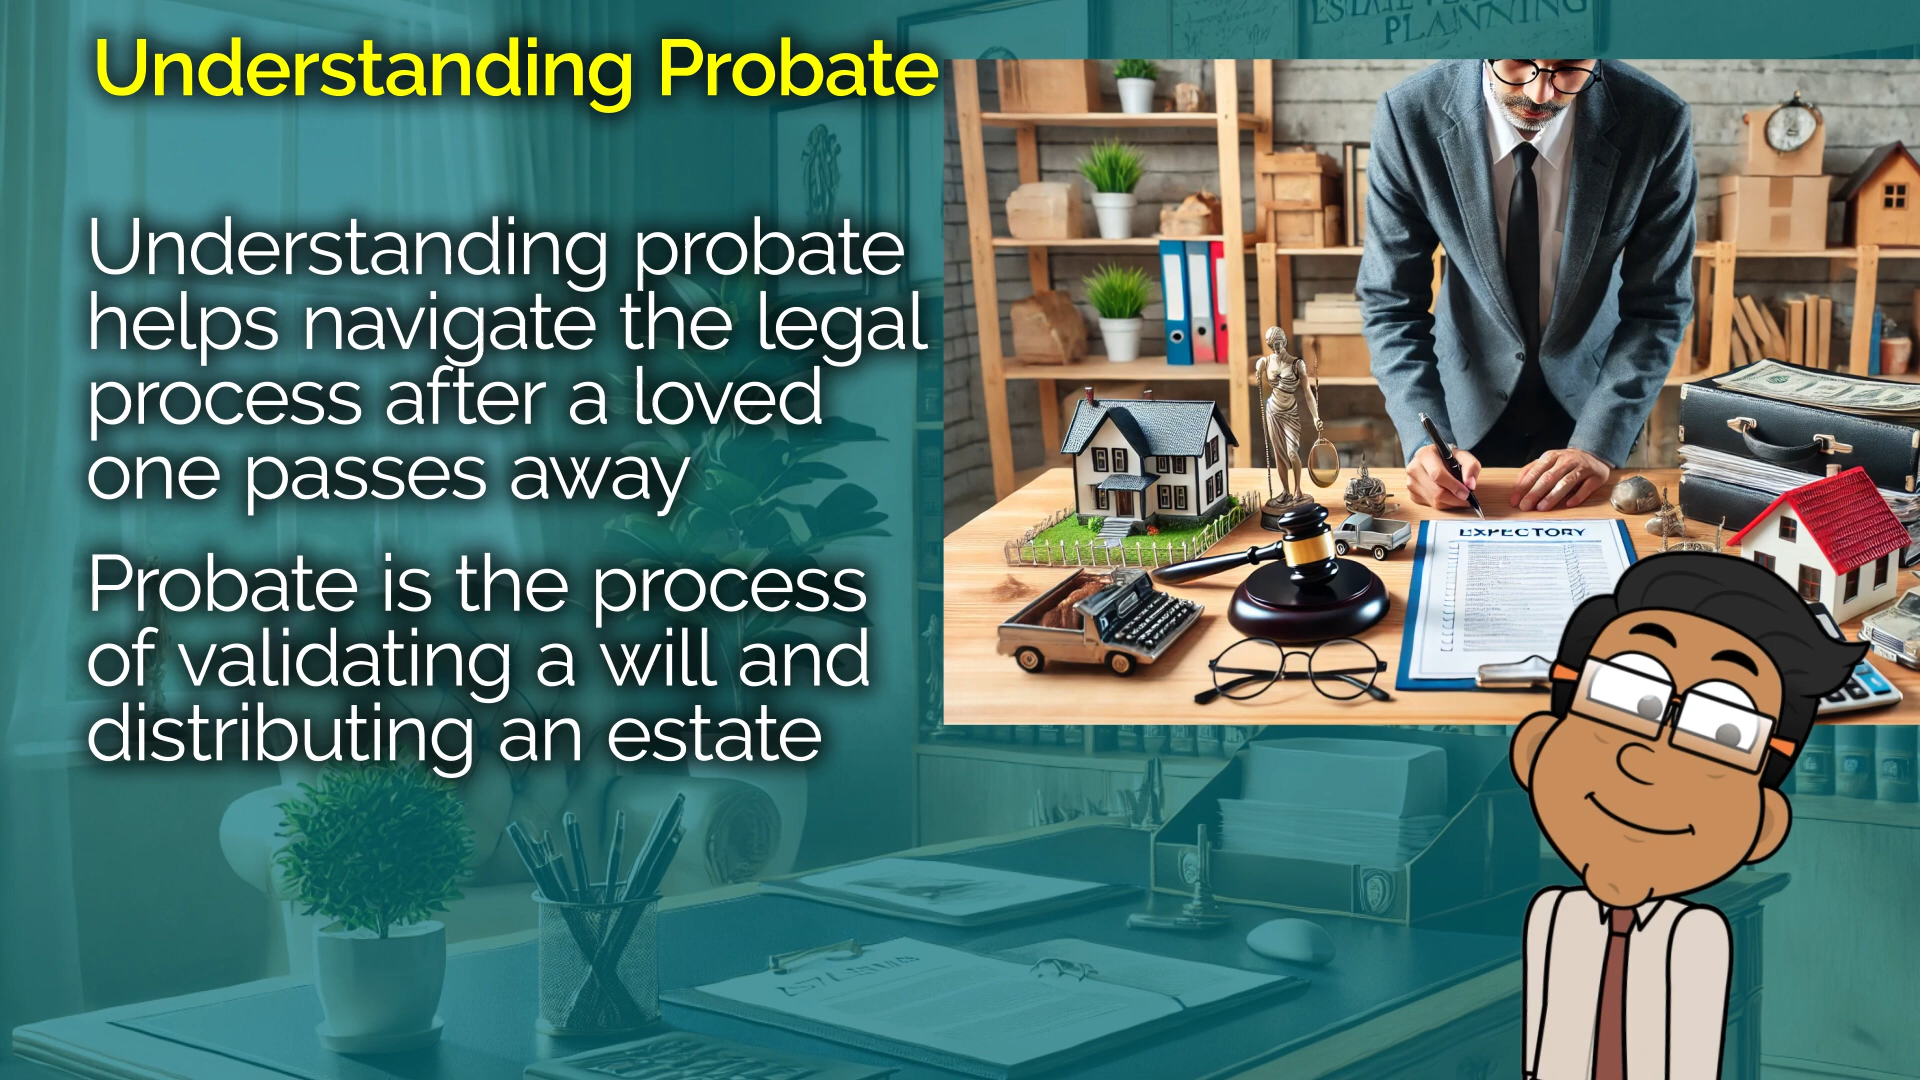 Understanding Probate
Understanding probate
helps navigate the legal
process after a loved
one passes away
Probate is the process
of validating a will and
distributing an estate
PLANNING
EXPECTORY